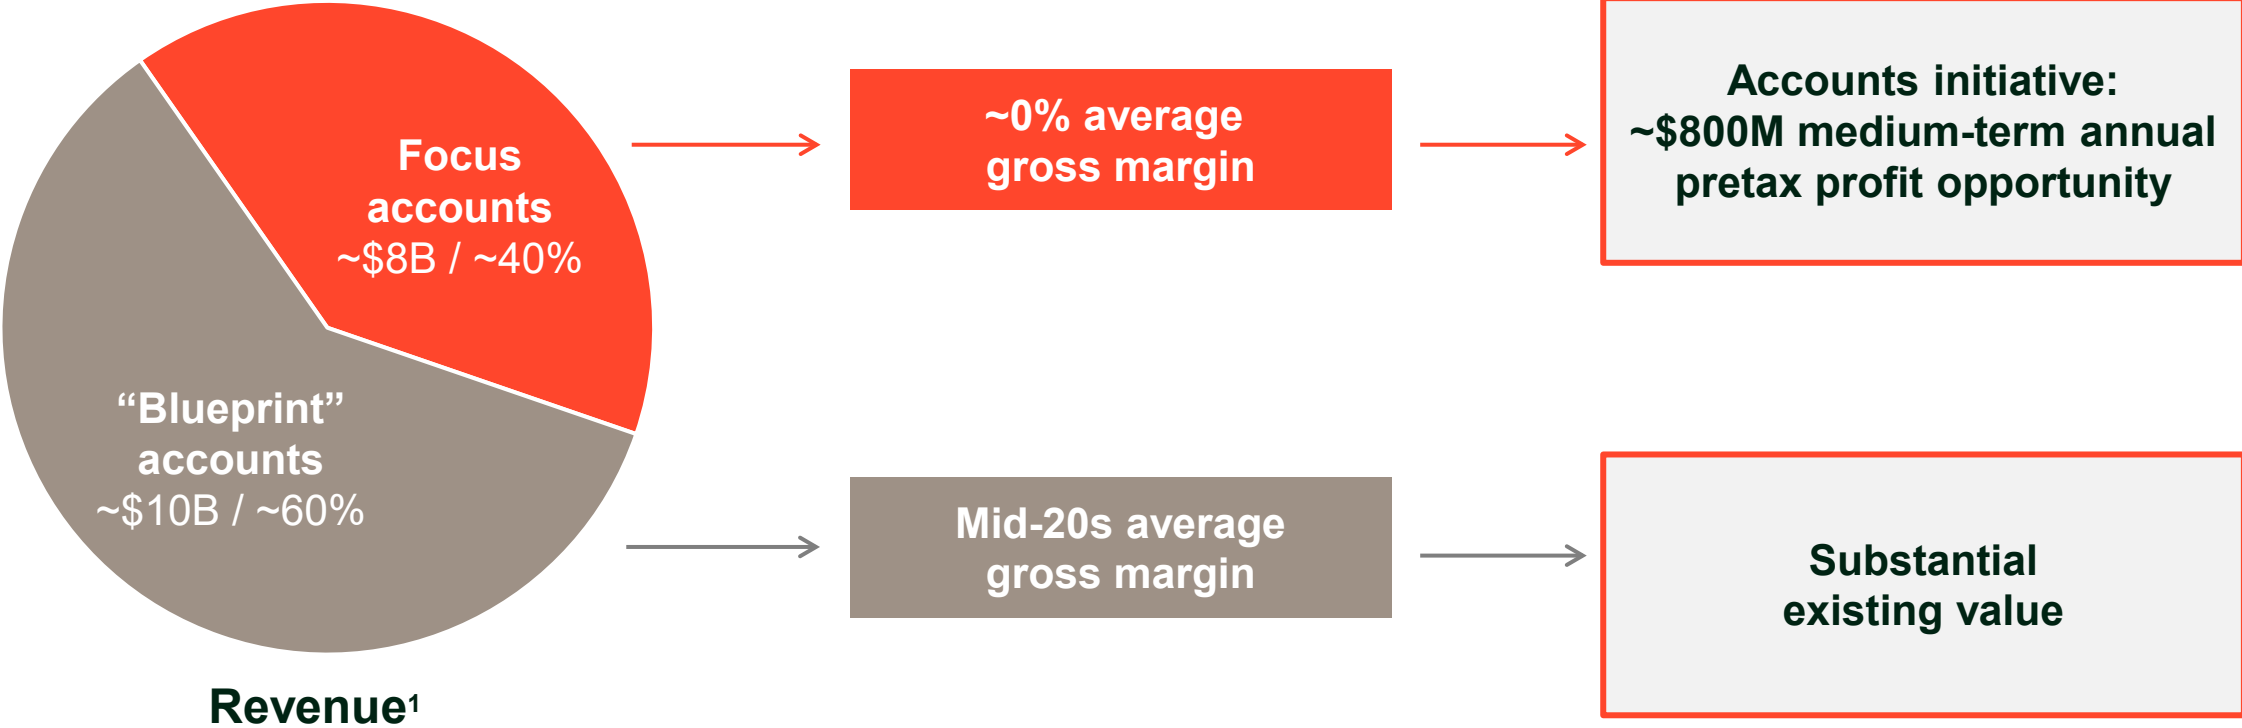 Focus
accounts
~$8B / ~40%
~0% average
gross margin
Accounts initiative:
~$800M medium-term annual
pretax profit opportunity
“Blueprint”
accounts
~$10B / ~60%
Mid-20s average
gross margin
Substantial
existing value
Revenue¹